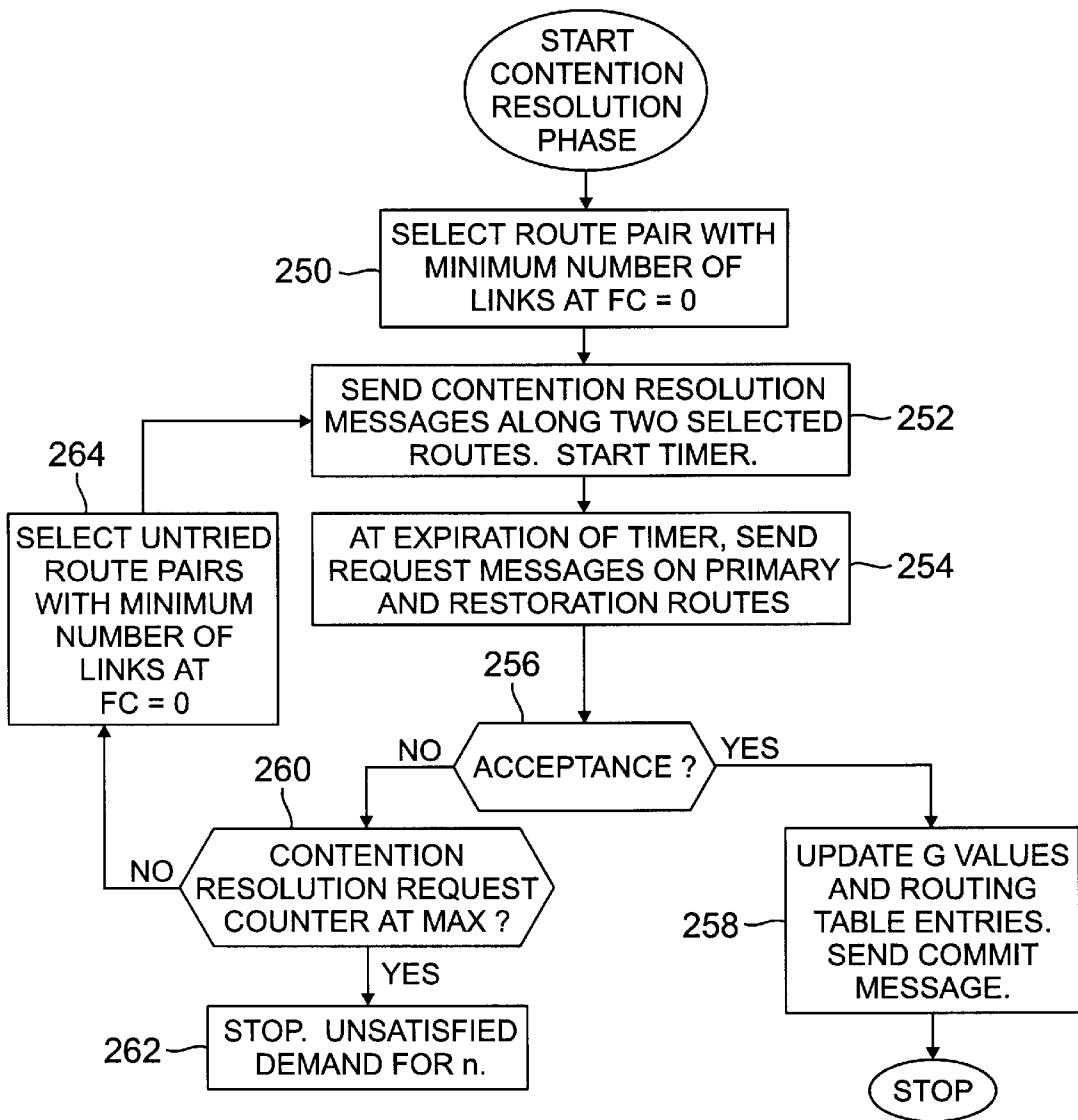 START
CONTENTION
RESOLUTION
PHASE
250
SELECT ROUTE PAIR WITH
MINIMUM NUMBER OF
LINKS AT FC = 0
SEND CONTENTION RESOLUTION
MESSAGES ALONG TWO SELECTED
ROUTES. START TIMER.
252
264
SELECT UNTRIED
ROUTE PAIRS
WITH MINIMUM
NUMBER OF
LINKS AT
FC = 0
AT EXPIRATION OF TIMER, SEND
REQUEST MESSAGES ON PRIMARY
AND RESTORATION ROUTES
254
256
NO
ACCEPTANCE ?
YES
260
NO
CONTENTION
RESOLUTION REQUEST
COUNTER AT MAX ?
YES
258
UPDATE G VALUES
AND ROUTING
TABLE ENTRIES.
SEND COMMIT
MESSAGE.
262
STOP. UNSATISFIED
DEMAND FOR n.
STOP